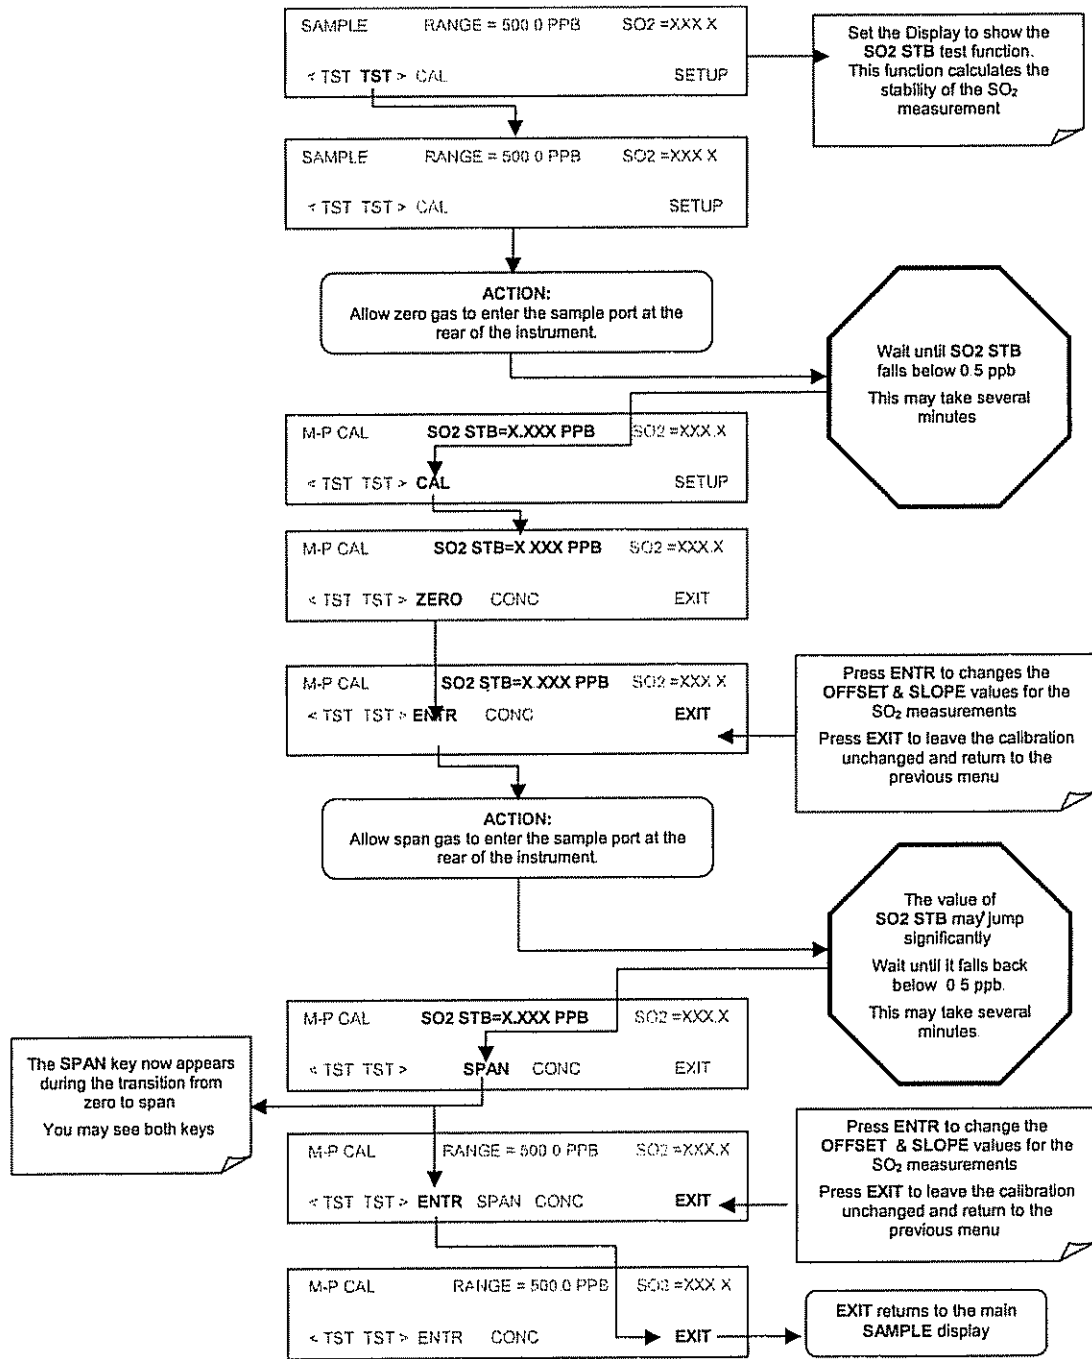 SAMPLE RANGE = 500.0 PPB SO2 =XXX X
< TST TST > CAL SETUP
Set the Display to show the
SO2 STB test function.
This function calculates the
stability of the SO₂
measurement
SAMPLE RANGE = 500.0 PPB SO2 =XXX X
< TST TST > CAL SETUP
ACTION:
Allow zero gas to enter the sample port at the
rear of the instrument.
Wait until SO2 STB
falls below 0 5 ppb
This may take several
minutes
M-P CAL SO2 STB=X.XXX PPB SO2 =XXX.X
< TST TST > CAL SETUP
M-P CAL SO2 STB=X.XXX PPB SO2 =XXX.X
< TST TST > ZERO CONC EXIT
M-P CAL SO2 STB=X.XXX PPB SO2 =XXX X
< TST TST > ENTR CONC EXIT
Press ENTR to changes the
OFFSET & SLOPE values for the
SO₂ measurements
Press EXIT to leave the calibration
unchanged and return to the
previous menu
ACTION:
Allow span gas to enter the sample port at the
rear of the instrument.
The value of
SO2 STB may jump
significantly
Wait until it falls back
below 0 5 ppb.
This may take several
minutes
M-P CAL SO2 STB=X.XXX PPB SO2 =XXX.X
< TST TST > SPAN CONC EXIT
The SPAN key now appears
during the transition from
zero to span
You may see both keys
M-P CAL RANGE = 500 0 PPB SO2 =XXX.X
< TST TST > ENTR SPAN CONC EXIT
Press ENTR to change the
OFFSET & SLOPE values for the
SO₂ measurements
Press EXIT to leave the calibration
unchanged and return to the
previous menu
M-P CAL RANGE = 500.0 PPB SO2 =XXX X
< TST TST > ENTR CONC EXIT
EXIT returns to the main
SAMPLE display